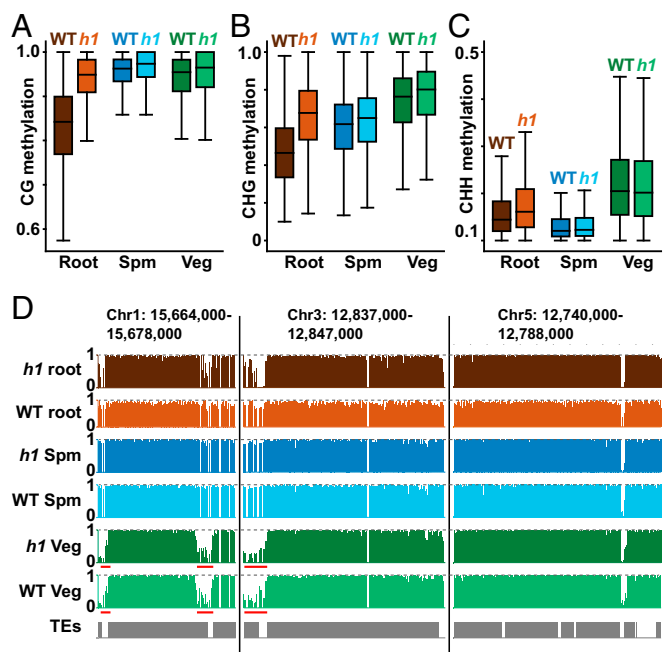 A
B
C
WT h1
WT h1
WT h1
CG methylation
1.0
0.6
Root
Spm
Veg
WT h1
WT h1
WT h1
CHG methylation
1.0
0
Root
Spm
Veg
WT h1
WT h1
WT h1
CHH methylation
0.5
0.1
Root
Spm
Veg
D
Chr1: 15,664,000-
15,678,000
Chr3: 12,837,000-
12,847,000
Chr5: 12,740,000-
12,788,000
h1 root
1
0
WT root
1
0
h1 Spm
1
0
WT Spm
1
0
h1 Veg
1
0
WT Veg
1
0
TEs